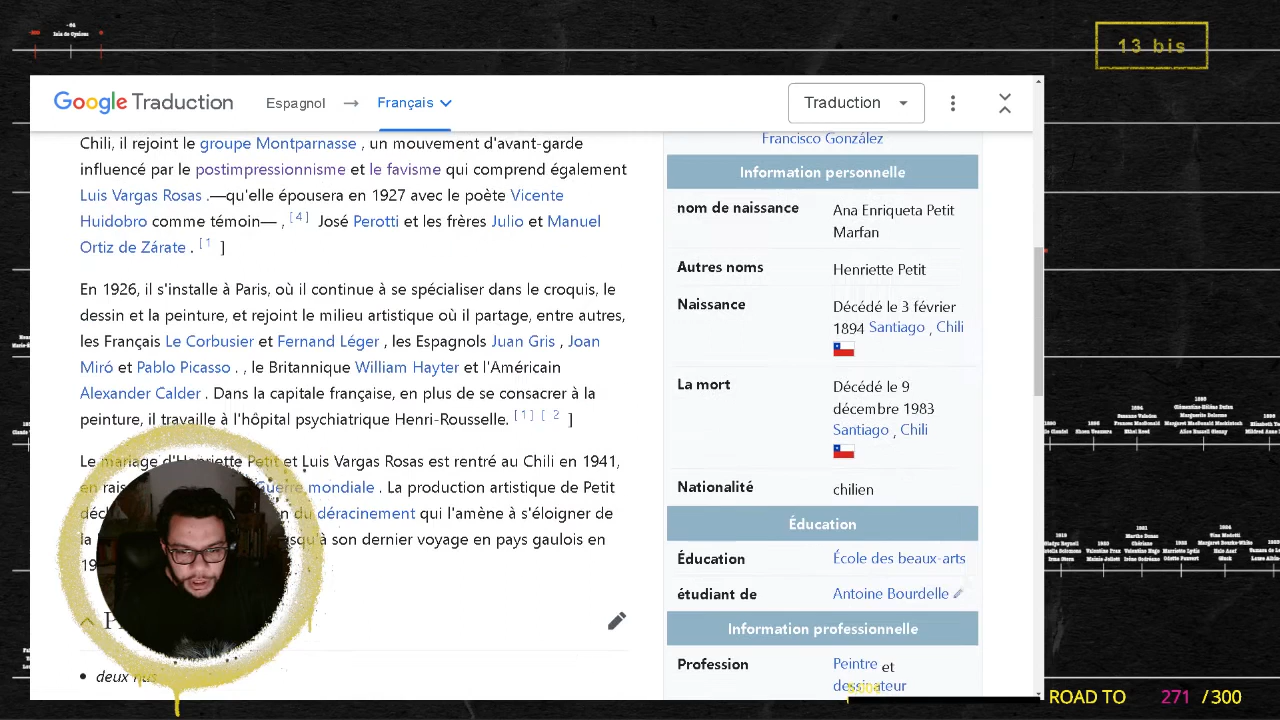 -68
13 bis
Google Traduction
Espagnol
Français
Traduction
Chili, il rejoint le groupe Montparnasse , un mouvement d'avant-garde
influencé par le postimpressionnisme et le favisme qui comprend également
Luis Vargas Rosas .—qu'elle épousera en 1927 avec le poète Vicente
Huidobro comme témoin— , [4] José Perotti et les frères Julio et Manuel
Ortiz de Zárate . [1 ]
En 1926, il s'installe à Paris, où il continue à se spécialiser dans le croquis, le
dessin et la peinture, et rejoint le milieu artistique où il partage, entre autres,
les Français Le Corbusier et Fernand Léger , les Espagnols Juan Gris , Joan
Miró et Pablo Picasso . , le Britannique William Hayter et l'Américain
Alexander Calder . Dans la capitale française, en plus de se consacrer à la
peinture, il travaille à l'hôpital psychiatrique Henri-Rousselle. [1] [ 2 ]
Le mariage d'Henriette Petit et Luis Vargas Rosas est rentré au Chili en 1941,
en rais Guerre mondiale . La production artistique de Petit
décl n du déracinement qui l'amène à s'éloigner de
la squ'à son dernier voyage en pays gaulois en
19
P
deux nus
Francisco González
Information personnelle
nom de naissance
Ana Enriqueta Petit
Marfan
Autres noms
Henriette Petit
Naissance
Décédé le 3 février
1894 Santiago , Chili
La mort
Décédé le 9
décembre 1983
Santiago , Chili
Nationalité
chilien
Éducation
Éducation
École des beaux-arts
étudiant de
Antoine Bourdelle
Information professionnelle
Profession
Peintre et
dessinateur
ROAD TO 271 /300